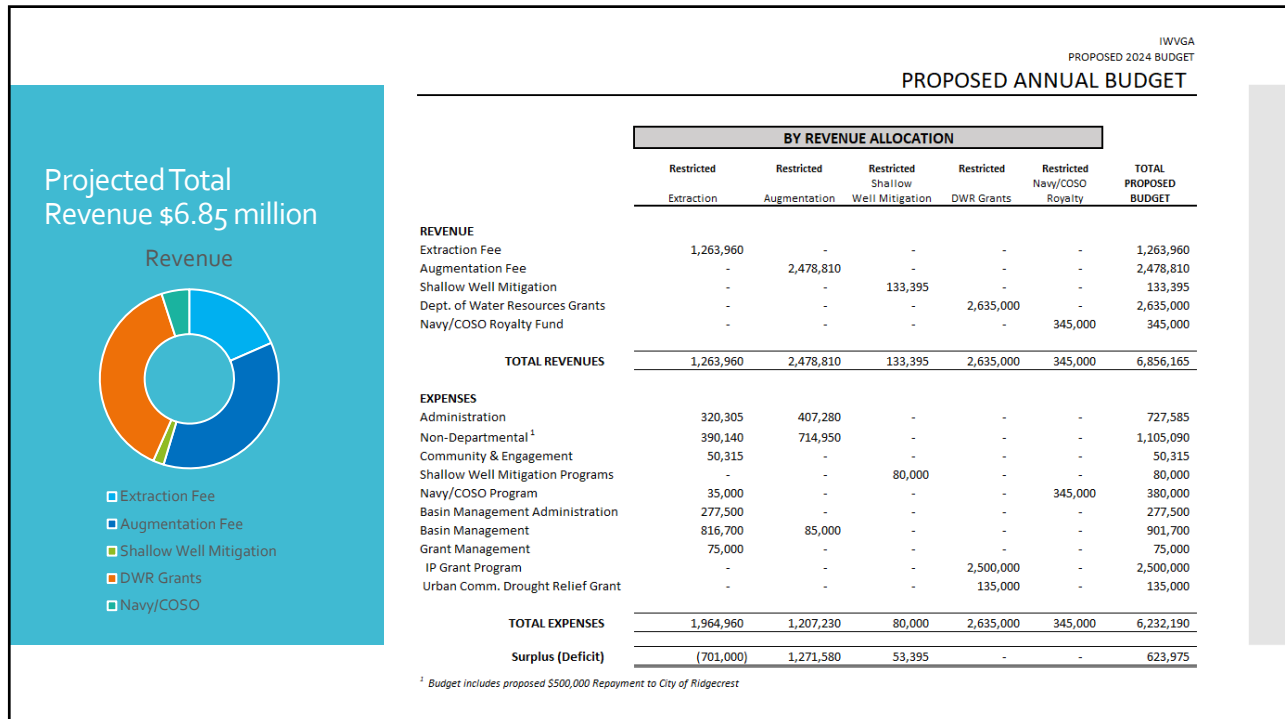 IWVGA
PROPOSED 2024 BUDGET
PROPOSED ANNUAL BUDGET
Projected Total
Revenue $6.85 million
Revenue
Extraction Fee
Augmentation Fee
Shallow Well Mitigation
DWR Grants
Navy/COSO
BY REVENUE ALLOCATION
Restricted Restricted Restricted Restricted Restricted TOTAL
Shallow Navy/COSO PROPOSED
Extraction Augmentation Well Mitigation DWR Grants Royalty BUDGET
REVENUE
Extraction Fee 1,263,960 - - - - 1,263,960
Augmentation Fee - 2,478,810 - - - 2,478,810
Shallow Well Mitigation - - 133,395 - - 133,395
Dept. of Water Resources Grants - - - 2,635,000 - 2,635,000
Navy/COSO Royalty Fund - - - - 345,000 345,000
TOTAL REVENUES 1,263,960 2,478,810 133,395 2,635,000 345,000 6,856,165
EXPENSES
Administration 320,305 407,280 - - - 727,585
Non-Departmental 1 390,140 714,950 - - - 1,105,090
Community & Engagement 50,315 - - - - 50,315
Shallow Well Mitigation Programs - - 80,000 - - 80,000
Navy/COSO Program 35,000 - - - 345,000 380,000
Basin Management Administration 277,500 - - - - 277,500
Basin Management 816,700 85,000 - - - 901,700
Grant Management 75,000 - - - - 75,000
IP Grant Program - - - 2,500,000 - 2,500,000
Urban Comm. Drought Relief Grant - - - 135,000 - 135,000
TOTAL EXPENSES 1,964,960 1,207,230 80,000 2,635,000 345,000 6,232,190
Surplus (Deficit) (701,000) 1,271,580 53,395 - - 623,975
1 Budget includes proposed $500,000 Repayment to City of Ridgecrest